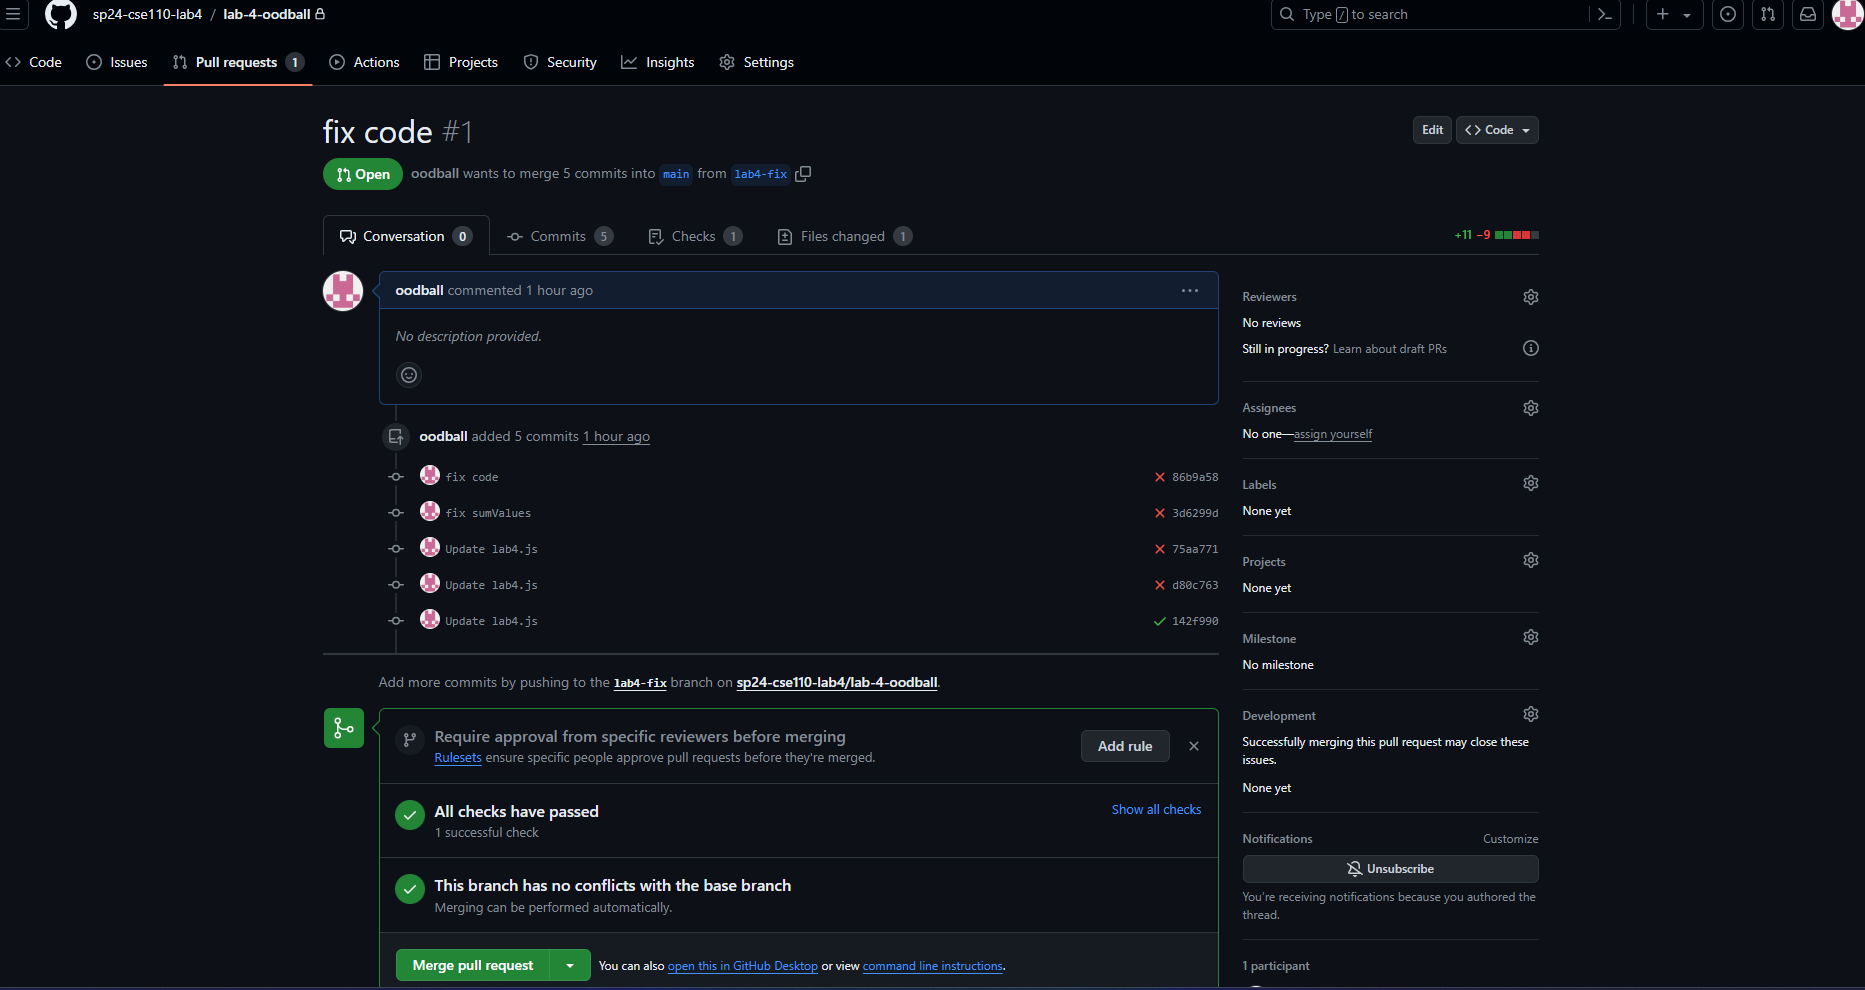 sp24-cse110-lab4 / lab-4-oodball
Type / to search
Code
Issues
Pull requests 1
Actions
Projects
Security
Insights
Settings
fix code #1
Edit
Code
Open
oodball wants to merge 5 commits into main from lab4-fix
Conversation 0
Commits 5
Checks 1
Files changed 1
+11 −9
oodball commented 1 hour ago
No description provided.
oodball added 5 commits 1 hour ago
fix code 86b9a58
fix sumValues 3d6299d
Update lab4.js 75aa771
Update lab4.js d80c763
Update lab4.js 142f990
Add more commits by pushing to the lab4-fix branch on sp24-cse110-lab4/lab-4-oodball.
Require approval from specific reviewers before merging
Rulesets ensure specific people approve pull requests before they're merged.
Add rule
All checks have passed
1 successful check
Show all checks
This branch has no conflicts with the base branch
Merging can be performed automatically.
Merge pull request
You can also open this in GitHub Desktop or view command line instructions.
Reviewers
No reviews
Still in progress? Learn about draft PRs
Assignees
No one—assign yourself
Labels
None yet
Projects
None yet
Milestone
No milestone
Development
Successfully merging this pull request may close these
issues.
None yet
Notifications
Customize
Unsubscribe
You're receiving notifications because you authored the
thread.
1 participant